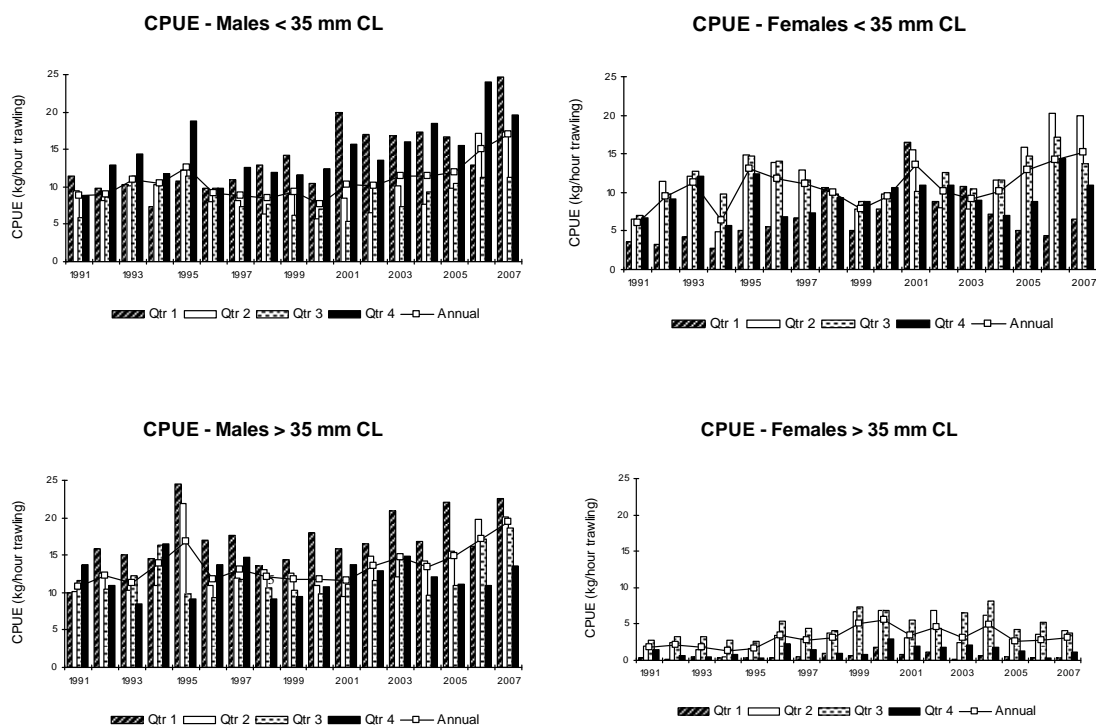 CPUE - Males < 35 mm CL
CPUE (kg/hour trawling)
25
20
15
10
5
0
1991 1993 1995 1997 1999 2001 2003 2005 2007
Qtr 1 Qtr 2 Qtr 3 Qtr 4 Annual
CPUE - Females < 35 mm CL
CPUE (kg/hour trawling)
25
20
15
10
5
0
1991 1993 1995 1997 1999 2001 2003 2005 2007
Qtr 1 Qtr 2 Qtr 3 Qtr 4 Annual
CPUE - Males > 35 mm CL
CPUE (kg/hour trawling)
25
20
15
10
5
0
1991 1993 1995 1997 1999 2001 2003 2005 2007
Qtr 1 Qtr 2 Qtr 3 Qtr 4 Annual
CPUE - Females > 35 mm CL
CPUE (kg/hour trawling)
25
20
15
10
5
0
1991 1993 1995 1997 1999 2001 2003 2005 2007
Qtr 1 Qtr 2 Qtr 3 Qtr 4 Annual